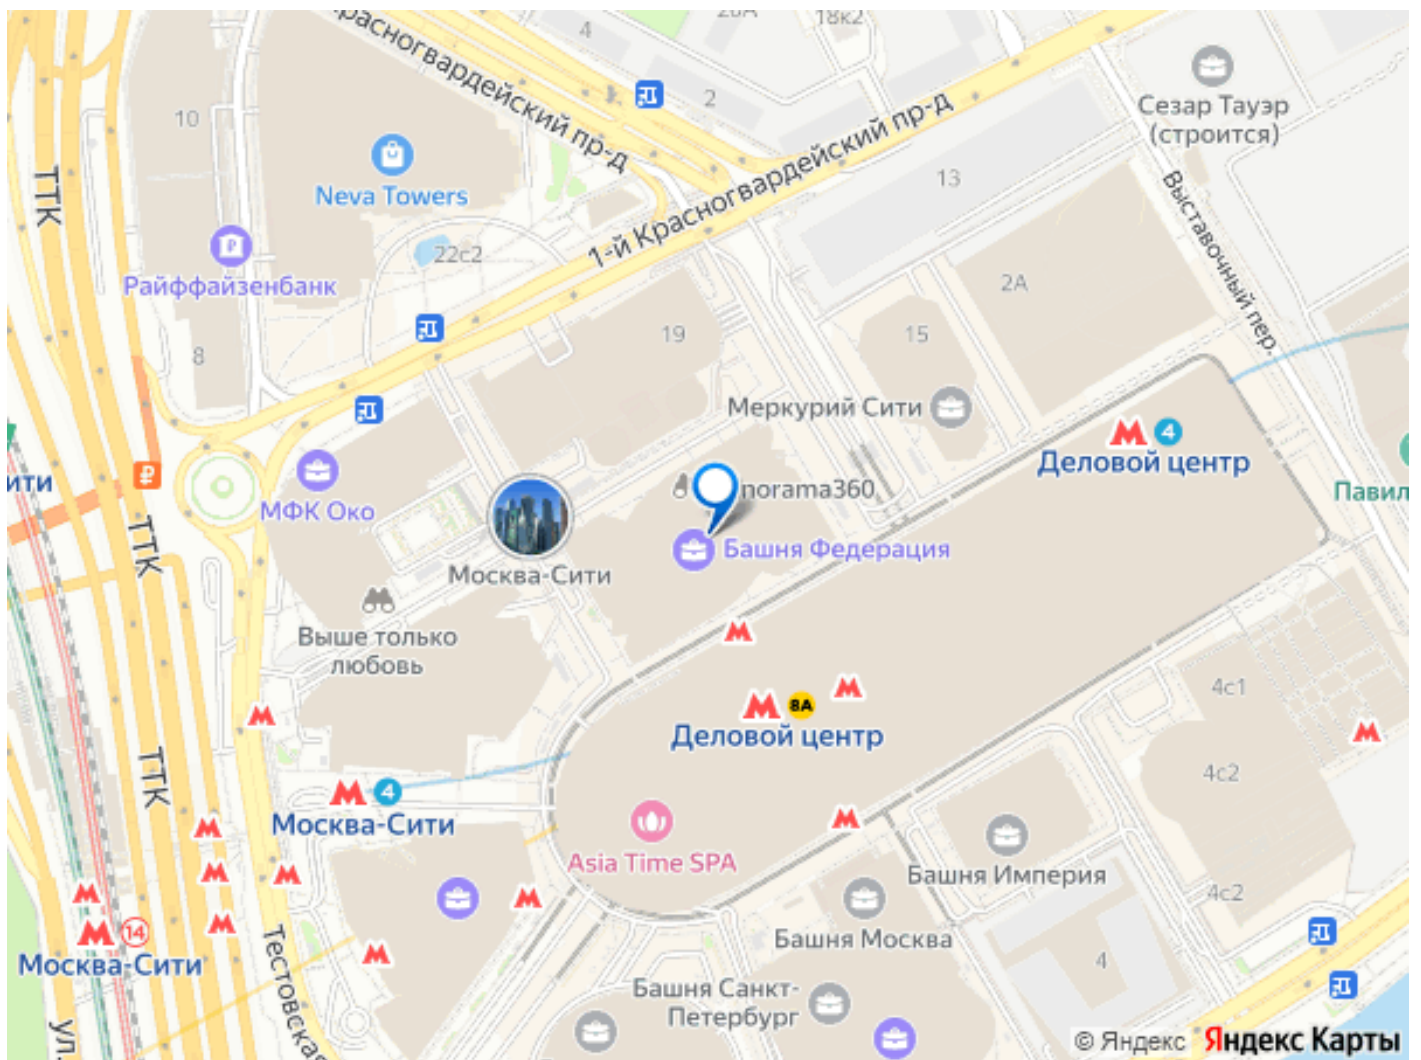 20А
18к2
4
Красногвардейский пр-д
2
Сезар Тауэр
(строится)
10
ТТК
Neva Towers
1-й Красногвардейский пр-д
13
Выставочный пер.
22с2
Райффайзенбанк
2А
19
15
8
Меркурий Сити
4
Деловой центр
ити
МФК Око
norama360
Павил
ТТК
Башня Федерация
Москва-Сити
Выше только
любовь
4с1
8А
Деловой центр
ТТК
4с2
4
Москва-Сити
Asia Time SPA
Башня Империя
4с2
14
Москва-Сити
Тестовская
Башня Москва
4
Башня Санкт-
Петербург
ул.
© Яндекс Яндекс Карты